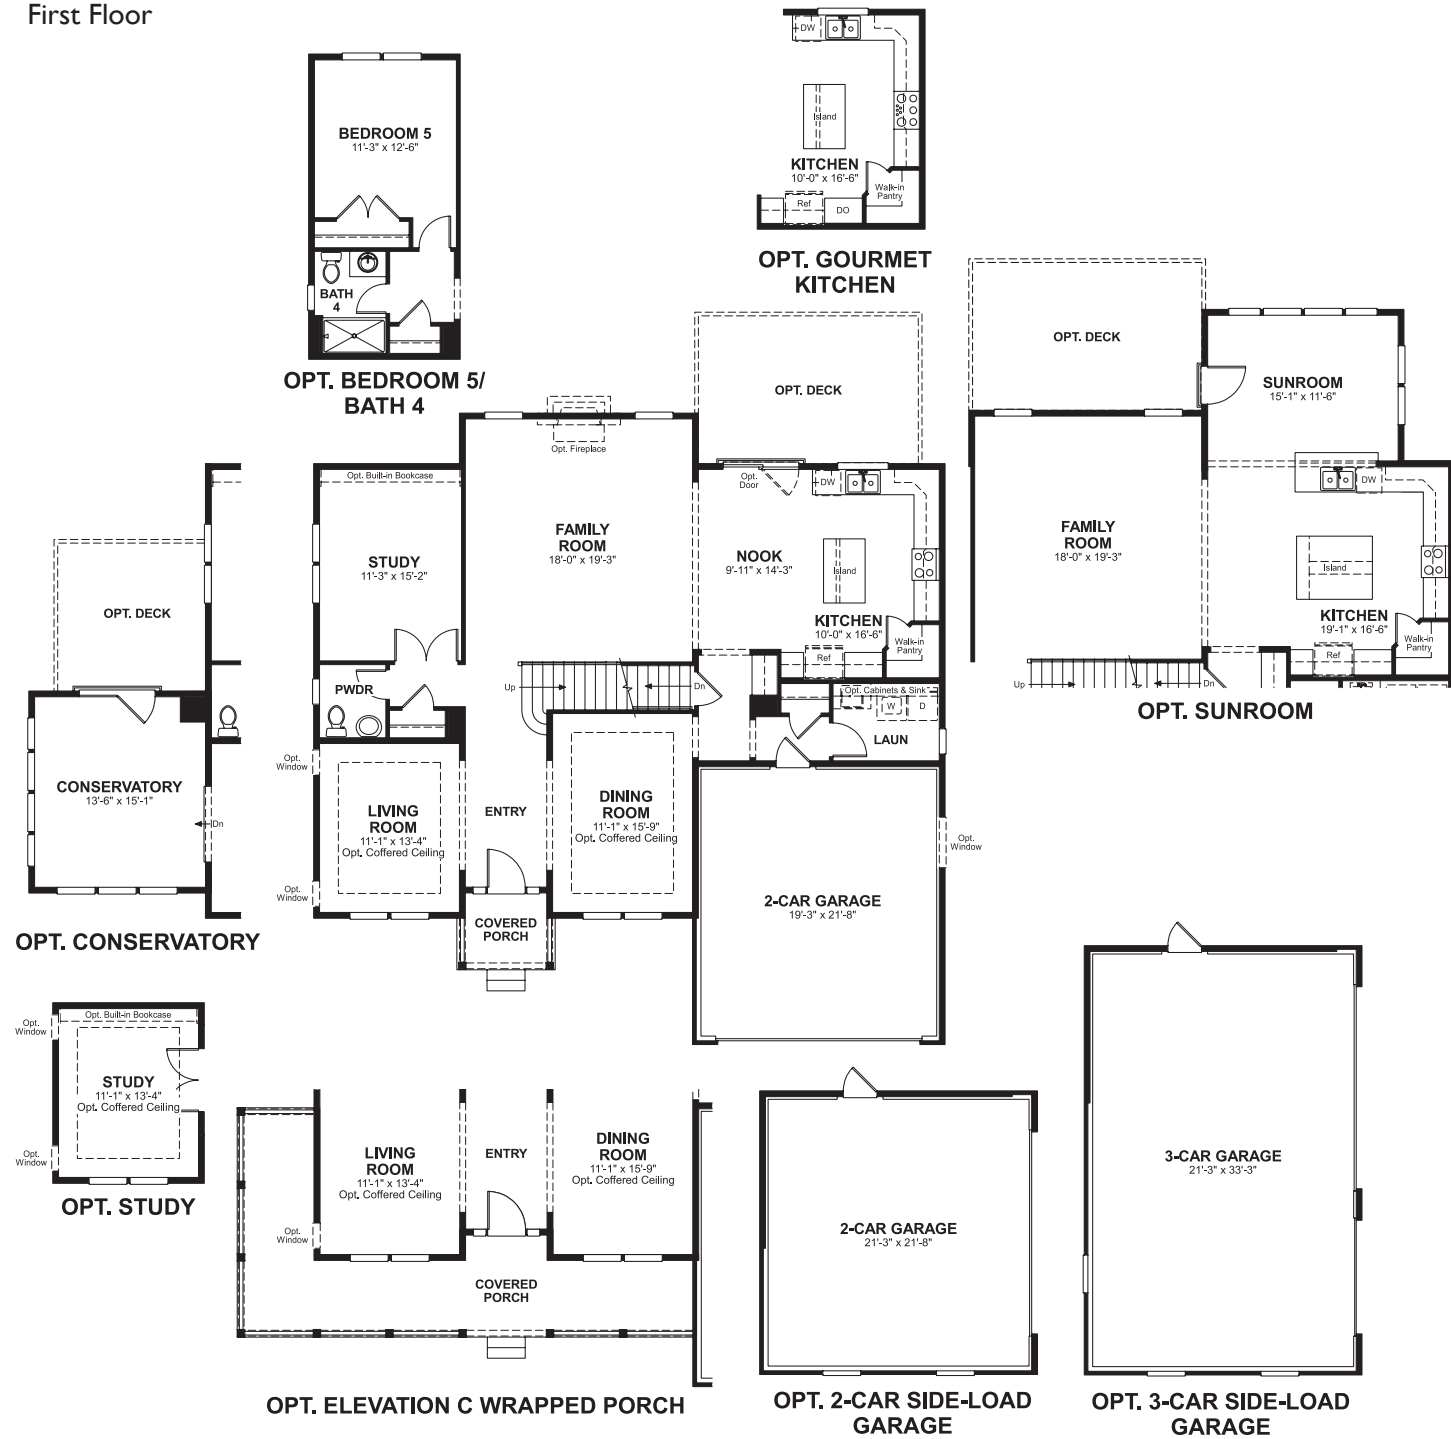 First Floor
BEDROOM 5
11'-3" x 12'-6"
BATH
4
OPT. BEDROOM 5/
BATH 4
DW
Island
KITCHEN
10'-0" x 16'-6"
Walk-in
Pantry
Ref
DO
OPT. GOURMET
KITCHEN
OPT. DECK
SUNROOM
15'-1" x 11'-6"
DW
FAMILY
ROOM
18'-0" x 19'-3"
Island
KITCHEN
19'-1" x 16'-6"
Walk-in
Pantry
Ref
Up
Dn
OPT. SUNROOM
OPT. DECK
Opt. Fireplace
Opt. Built-in Bookcase
Opt.
Door
DW
FAMILY
ROOM
18'-0" x 19'-3"
STUDY
11'-3" x 15'-2"
NOOK
9'-11" x 14'-3"
Island
KITCHEN
10'-0" x 16'-6"
Walk-in
Pantry
Ref
PWDR
Up
Dn
Opt. Cabinets & Sink
W
D
LAUN
Opt.
Window
LIVING
ROOM
11'-1" x 13'-4"
Opt. Coffered Ceiling
ENTRY
DINING
ROOM
11'-1" x 15'-9"
Opt. Coffered Ceiling
Opt.
Window
Opt.
Window
COVERED
PORCH
2-CAR GARAGE
19'-3" x 21'-8"
OPT. DECK
CONSERVATORY
13'-6" x 15'-1"
Dn
OPT. CONSERVATORY
Opt. Built-in Bookcase
Opt.
Window
STUDY
11'-1" x 13'-4"
Opt. Coffered Ceiling
Opt.
Window
OPT. STUDY
LIVING
ROOM
11'-1" x 13'-4"
Opt. Coffered Ceiling
ENTRY
DINING
ROOM
11'-1" x 15'-9"
Opt. Coffered Ceiling
Opt.
Window
COVERED
PORCH
OPT. ELEVATION C WRAPPED PORCH
2-CAR GARAGE
21'-3" x 21'-8"
OPT. 2-CAR SIDE-LOAD
GARAGE
3-CAR GARAGE
21'-3" x 33'-3"
OPT. 3-CAR SIDE-LOAD
GARAGE